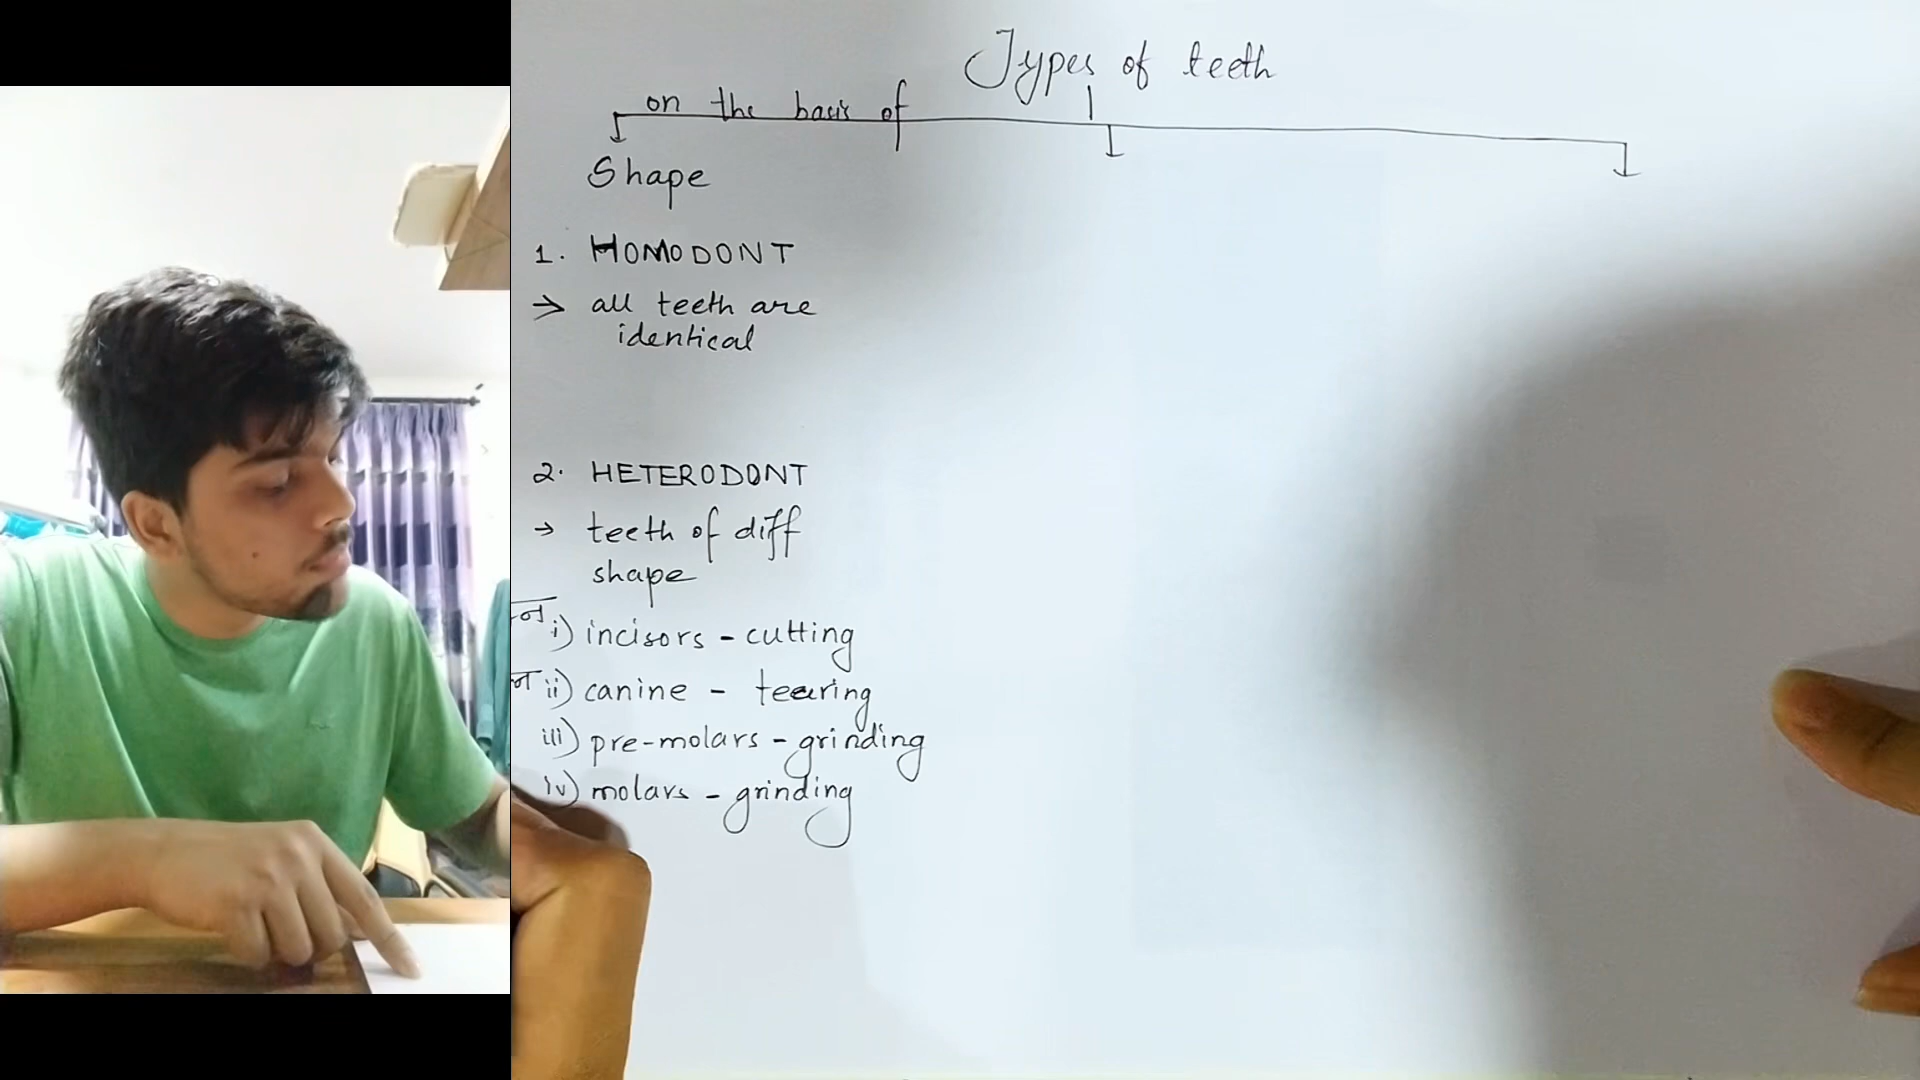 Types of teeth
on the basis of
Shape
1. HOMODONT
→ all teeth are
identical
2. HETERODONT
→ teeth of diff
shape
i) incisors - cutting
ii) canine - tearing
iii) pre-molars - grinding
iv) molars - grinding